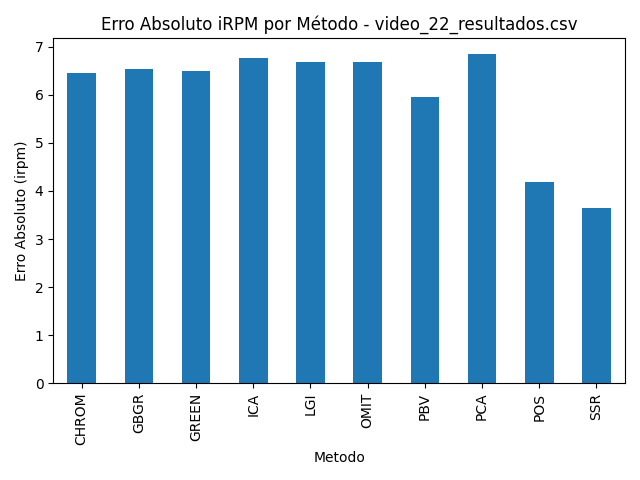 Erro Absoluto iRPM por Método - video_22_resultados.csv
Erro Absoluto (irpm)
7
6
5
4
3
2
1
0
CHROM
GBGR
GREEN
ICA
LGI
OMIT
PBV
PCA
POS
SSR
Metodo